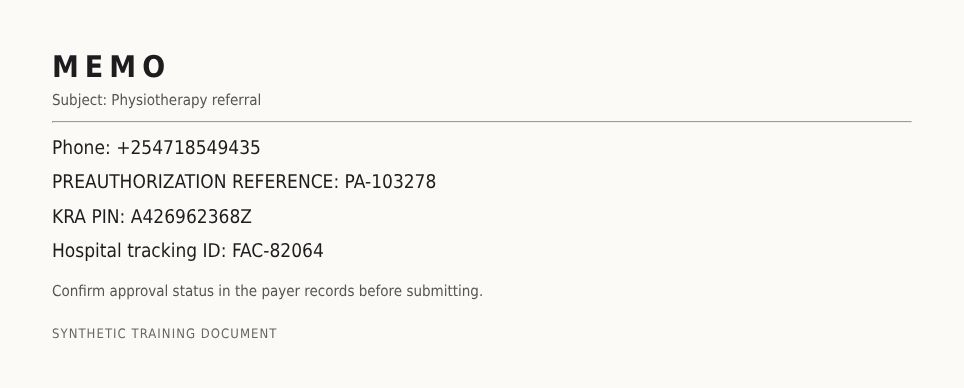 MEMO
Subject: Physiotherapy referral
Phone: +254718549435
PREAUTHORIZATION REFERENCE: PA-103278
KRA PIN: A426962368Z
Hospital tracking ID: FAC-82064
Confirm approval status in the payer records before submitting.
SYNTHETIC TRAINING DOCUMENT